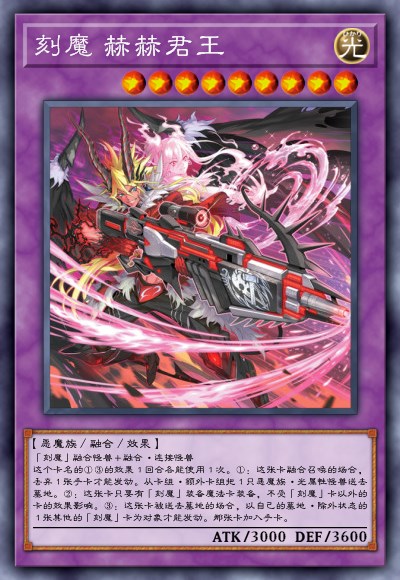 刻魔 赫赫君王
ひかり
光
【恶魔族/融合/效果】
「刻魔」融合怪兽+融合·连接怪兽
这个卡名的①③的效果1回合各能使用1次。①：这张卡融合召唤的场合，
丢弃1张手卡才能发动。从卡组·额外卡组把1只恶魔族·光属性怪兽送去
墓地。②：这张卡只要有「刻魔」装备魔法卡装备，不受「刻魔」卡以外的
卡的效果影响。③：这张卡被送去墓地的场合，以自己的墓地·除外状态的
1张其他的「刻魔」卡为对象才能发动。那张卡加入手卡。
ATK/3000 DEF/3600